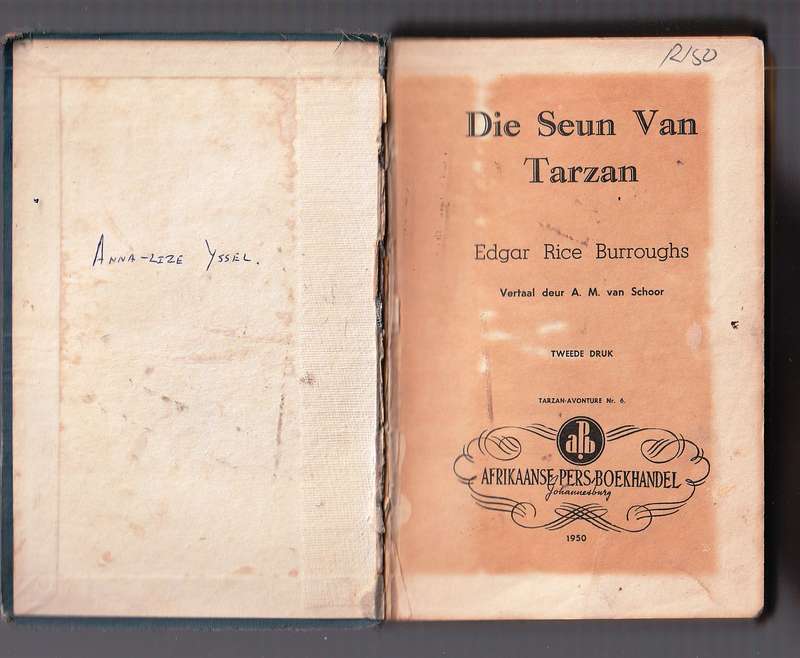 Anna-Lize Yssel.
R150
Die Seun Van
Tarzan
Edgar Rice Burroughs
Vertaal deur A. M. van Schoor
TWEEDE DRUK
TARZAN-AVONTURE Nr. 6.
aPb
AFRIKAANSE PERS-BOEKHANDEL
Johannesburg
1950